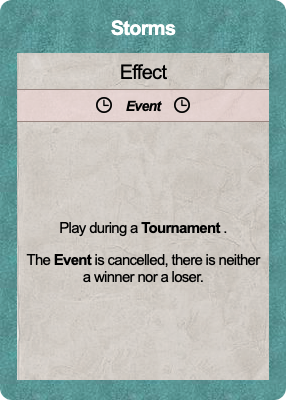 Storms
Effect
Event
Play during a Tournament .
The Event is cancelled, there is neither
a winner nor a loser.